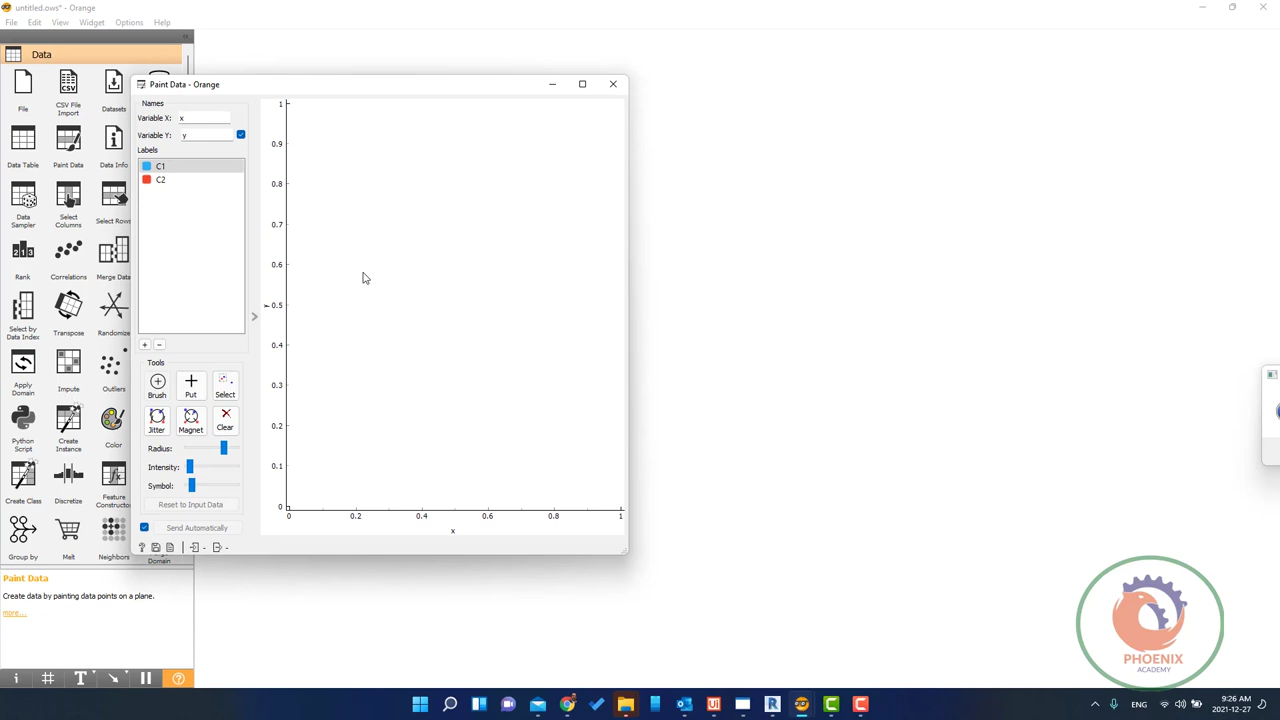 untitled.ows* - Orange
File Edit View Widget Options Help
Data
File
CSV File
Import
Datasets
Data Table
Paint Data
Data Info
Data
Sampler
Select
Columns
Select Rows
Rank
Correlations
Merge Data
Select by
Data Index
Transpose
Randomize
Apply
Domain
Impute
Outliers
Python
Script
Create
Instance
Color
Create Class
Discretize
Feature
Constructor
Group by
Melt
Neighbors
Domain
Paint Data - Orange
Names
Variable X: x
Variable Y: y
Labels
C1
C2
+ −
Tools
Brush
Put
Select
Jitter
Magnet
Clear
Radius:
Intensity:
Symbol:
Reset to Input Data
Send Automatically
1
0.9
0.8
0.7
0.6
0.5
0.4
0.3
0.2
0.1
0
y
0 0.2 0.4 0.6 0.8 1
x
Paint Data
Create data by painting data points on a plane.
more...
PHOENIX
ACADEMY
ENG
9:26 AM
2021-12-27